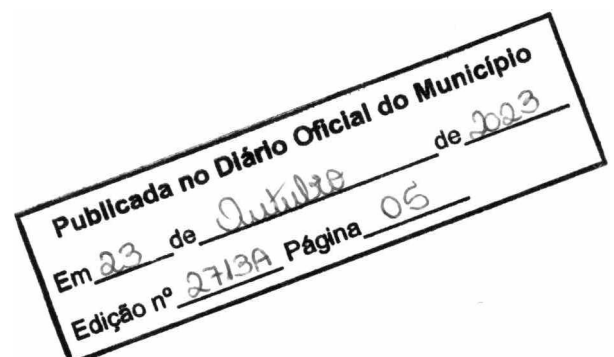 Publicada no Diário Oficial do Município
Em 23 de Outubro de 2023
Edição nº 2713A Página 05